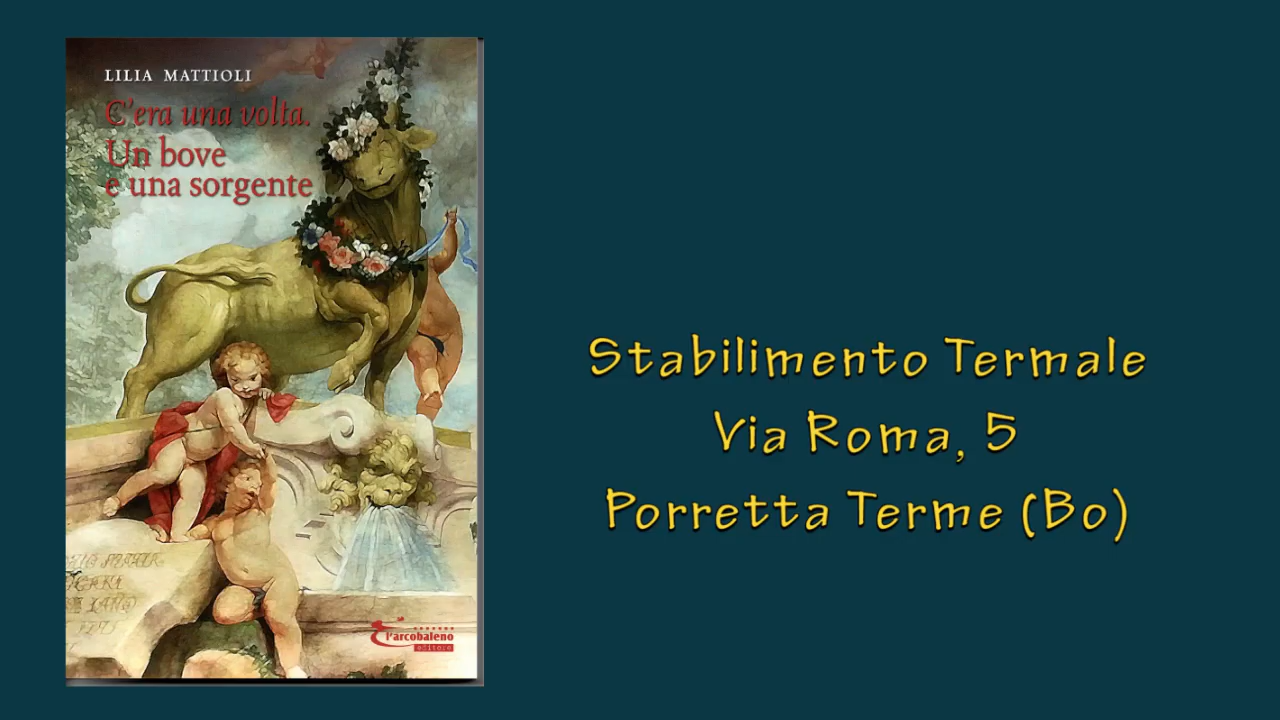 LILIA MATTIOLI
C'era una volta.
Un bove
e una sorgente
l'arcobaleno
editore
Stabilimento Termale
Via Roma, 5
Porretta Terme (Bo)